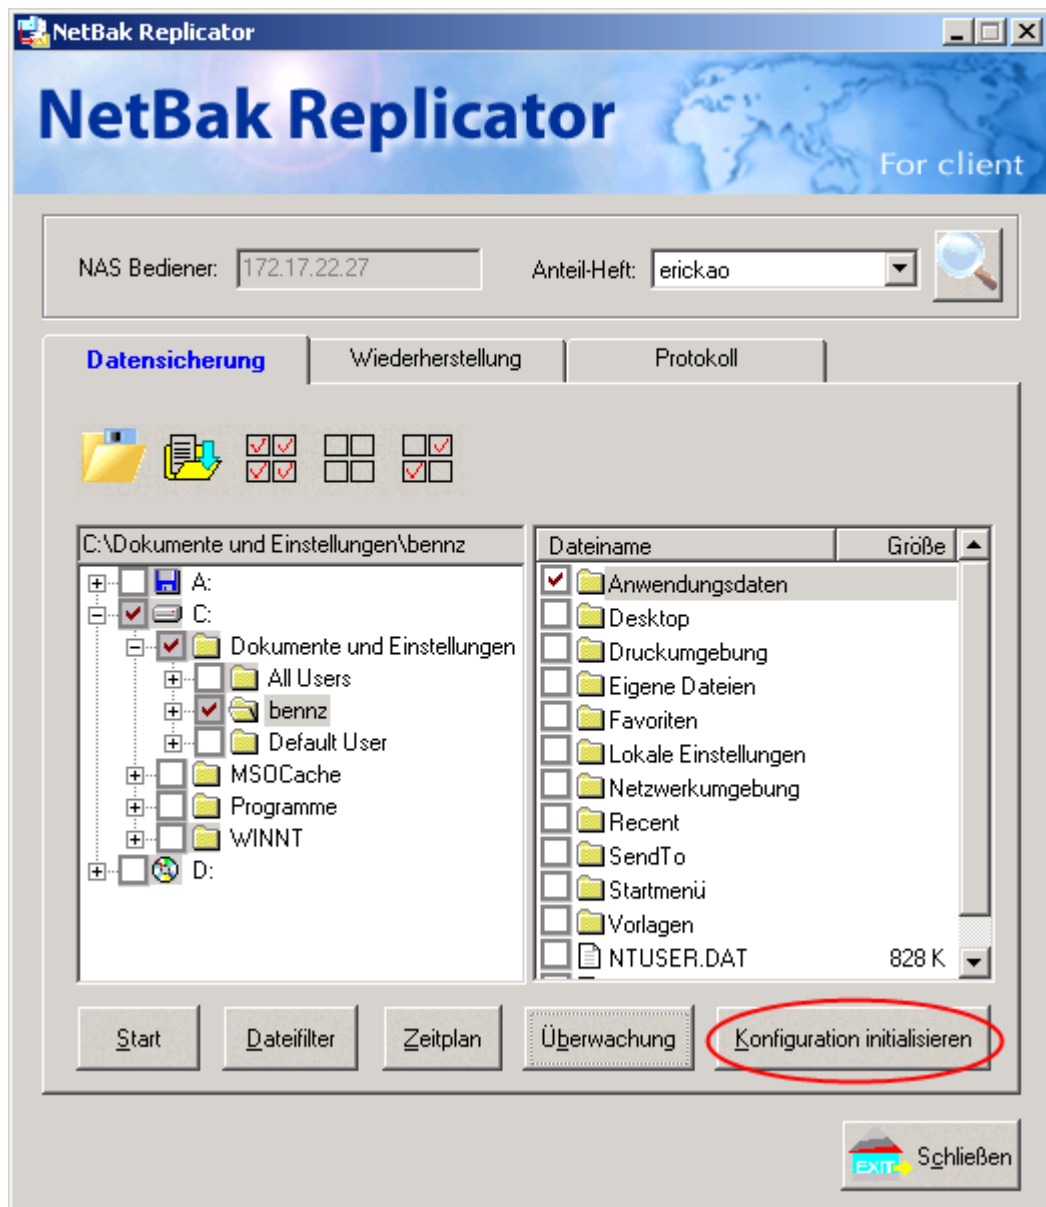 NetBak Replicator
NetBak Replicator
For client
NAS Bediener: 172.17.22.27 Anteil-Heft: erickao
Datensicherung Wiederherstellung Protokoll
C:\Dokumente und Einstellungen\bennz
A:
C:
Dokumente und Einstellungen
All Users
bennz
Default User
MSOCache
Programme
WINNT
D:
Dateiname Größe
Anwendungsdaten
Desktop
Druckumgebung
Eigene Dateien
Favoriten
Lokale Einstellungen
Netzwerkumgebung
Recent
SendTo
Startmenü
Vorlagen
NTUSER.DAT 828 K
Start Dateifilter Zeitplan Überwachung Konfiguration initialisieren
EXIT Schließen